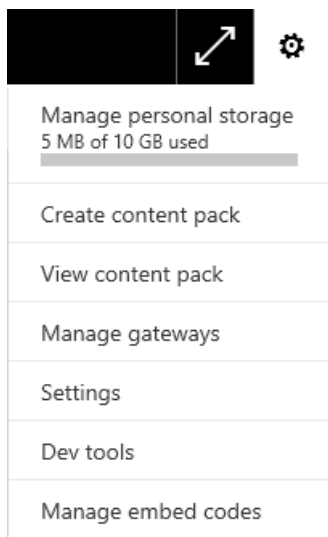 Manage personal storage
5 MB of 10 GB used
Create content pack
View content pack
Manage gateways
Settings
Dev tools
Manage embed codes